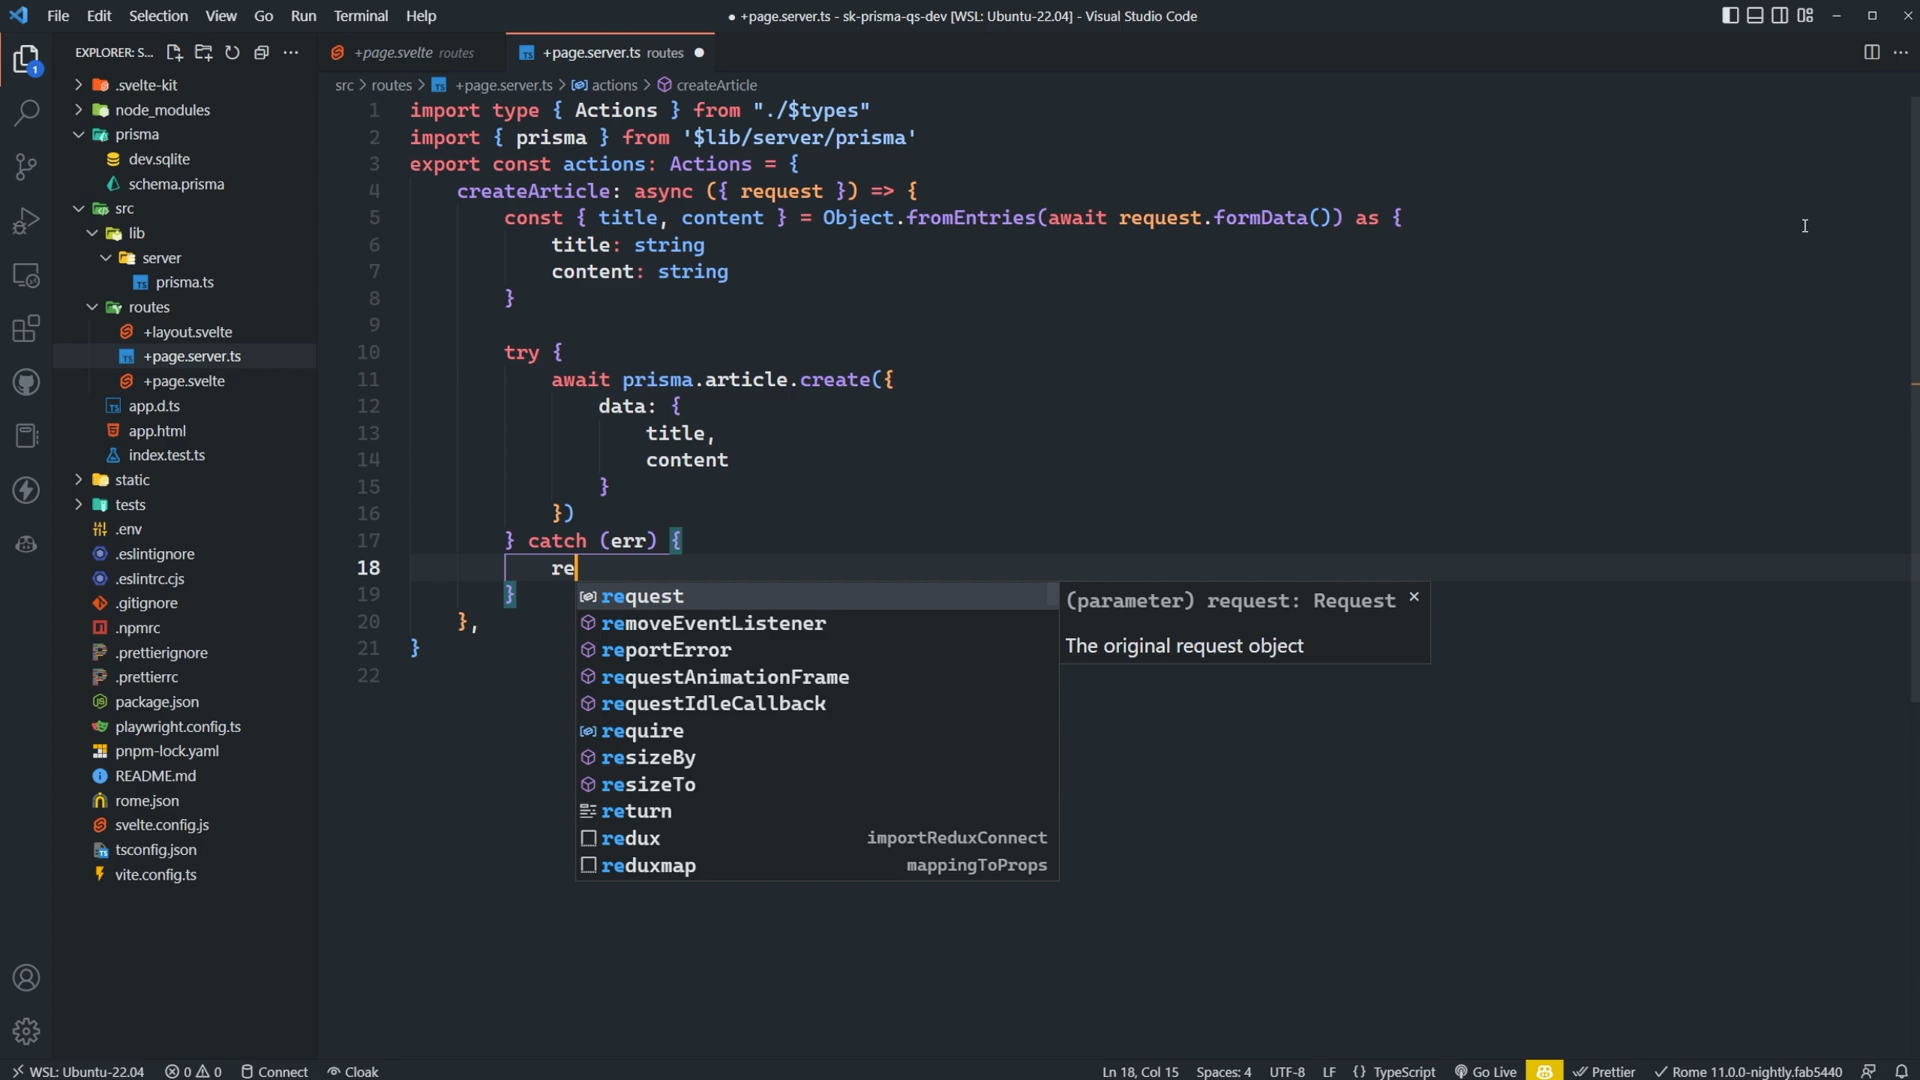 File Edit Selection View Go Run Terminal Help
● +page.server.ts - sk-prisma-qs-dev [WSL: Ubuntu-22.04] - Visual Studio Code
EXPLORER: S...
+page.svelte routes
+page.server.ts routes
src > routes > +page.server.ts > actions > createArticle
1
.svelte-kit
node_modules
prisma
dev.sqlite
schema.prisma
src
lib
server
prisma.ts
routes
+layout.svelte
+page.server.ts
+page.svelte
app.d.ts
app.html
index.test.ts
static
tests
.env
.eslintignore
.eslintrc.cjs
.gitignore
.npmrc
.prettierignore
.prettierrc
package.json
playwright.config.ts
pnpm-lock.yaml
README.md
rome.json
svelte.config.js
tsconfig.json
vite.config.ts
1 import type { Actions } from "./$types"
2 import { prisma } from '$lib/server/prisma'
3 export const actions: Actions = {
4 createArticle: async ({ request }) => {
5 const { title, content } = Object.fromEntries(await request.formData()) as {
6 title: string
7 content: string
8 }
9
10 try {
11 await prisma.article.create({
12 data: {
13 title,
14 content
15 }
16 })
17 } catch (err) {
18 re
19 }
20 },
21 }
22
request
removeEventListener
reportError
requestAnimationFrame
requestIdleCallback
require
resizeBy
resizeTo
return
redux importReduxConnect
reduxmap mappingToProps
(parameter) request: Request ×
The original request object
WSL: Ubuntu-22.04 0 0 Connect Cloak
Ln 18, Col 15 Spaces: 4 UTF-8 LF {} TypeScript Go Live Prettier Rome 11.0.0-nightly.fab5440